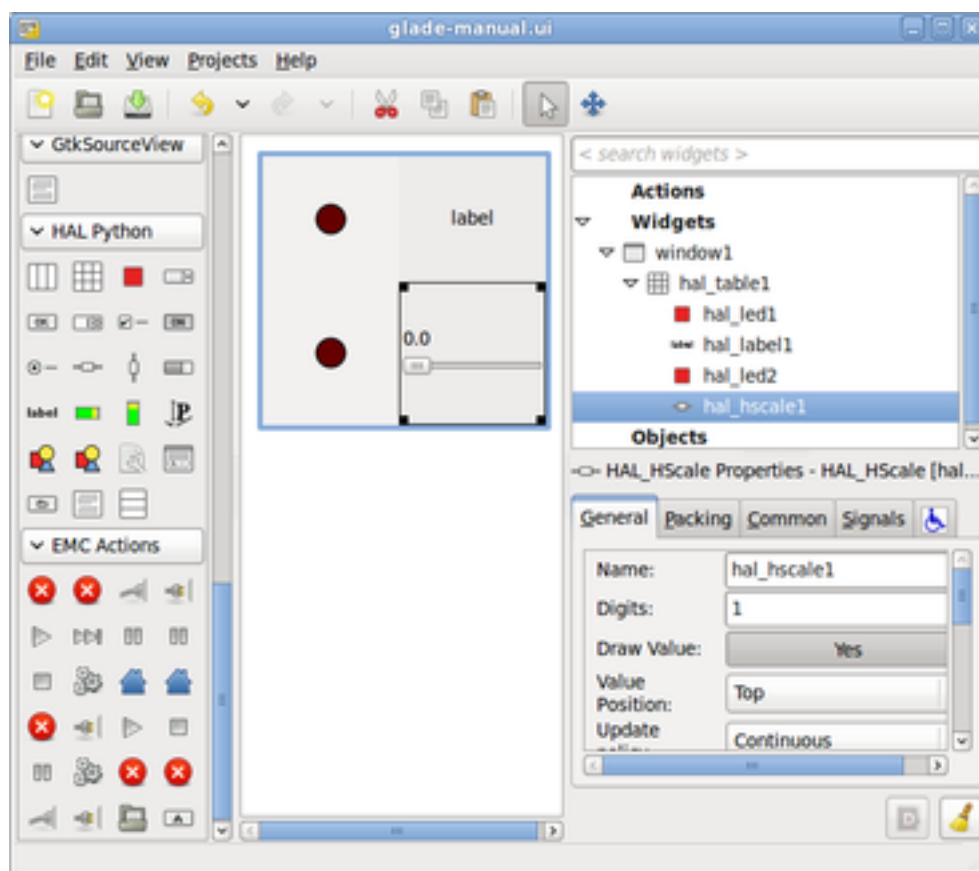 glade-manual.ui
File Edit View Projects Help
GtkSourceView
HAL Python
label
EMC Actions
label
0.0
< search widgets >
Actions
Widgets
window1
hal_table1
hal_led1
label hal_label1
hal_led2
hal_hscale1
Objects
HAL_HScale Properties - HAL_HScale [hal...
General Packing Common Signals
Name: hal_hscale1
Digits: 1
Draw Value: Yes
Value
Position: Top
Update
policy Continuous